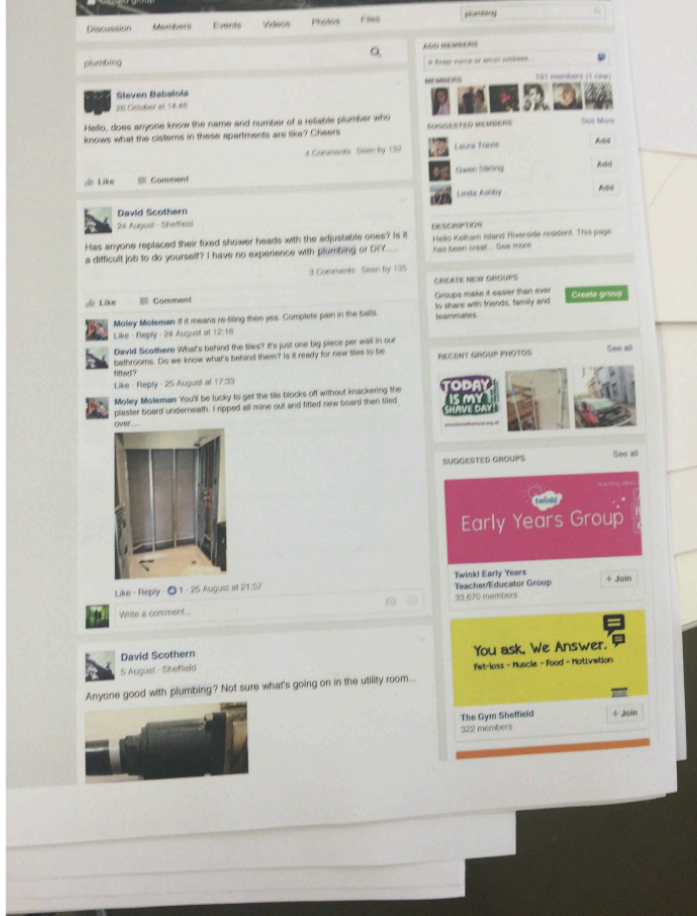 Discussion Members Events Videos Photos Files
plumbing
plumbing
Steven Babalola
26 October at 14:45
Hello, does anyone know the name and number of a reliable plumber who
knows what the cisterns in these apartments are like? Cheers
4 Comments Seen by 132
Like Comment
David Scothern
24 August · Sheffield
Has anyone replaced their fixed shower heads with the adjustable ones? Is it
a difficult job to do yourself? I have no experience with plumbing or DIY....
3 Comments Seen by 135
Like Comment
Moley Moleman If it means re-tiling then yes. Complete pain in the balls.
Like · Reply · 24 August at 12:16
David Scothern What's behind the tiles? It's just one big piece per wall in our
bathrooms. Do we know what's behind them? Is it ready for new tiles to be
fitted?
Like · Reply · 25 August at 17:33
Moley Moleman You'll be lucky to get the tile blocks off without knackering the
plaster board underneath. I ripped all mine out and fitted new board then tiled
over....
Like · Reply · 1 · 25 August at 21:57
Write a comment...
David Scothern
5 August · Sheffield
Anyone good with plumbing? Not sure what's going on in the utility room...
ADD MEMBERS
+ Enter name or email address...
MEMBERS 191 members (1 new)
SUGGESTED MEMBERS See More
Laura Travis Add
Gwen Stirling Add
Linda Ashby Add
DESCRIPTION
Hello Kelham Island Riverside resident. This page
has been creat... See more
CREATE NEW GROUPS
Groups make it easier than ever
to share with friends, family and
teammates.
Create group
RECENT GROUP PHOTOS See all
TODAY
IS MY
SHAVE DAY!
SUGGESTED GROUPS See all
twinkl
Early Years Group
Twinkl Early Years
Teacher/Educator Group
33,670 members
+ Join
You ask, We Answer.
Fat-loss - Muscle - Food - Motivation
The Gym Sheffield
322 members
+ Join